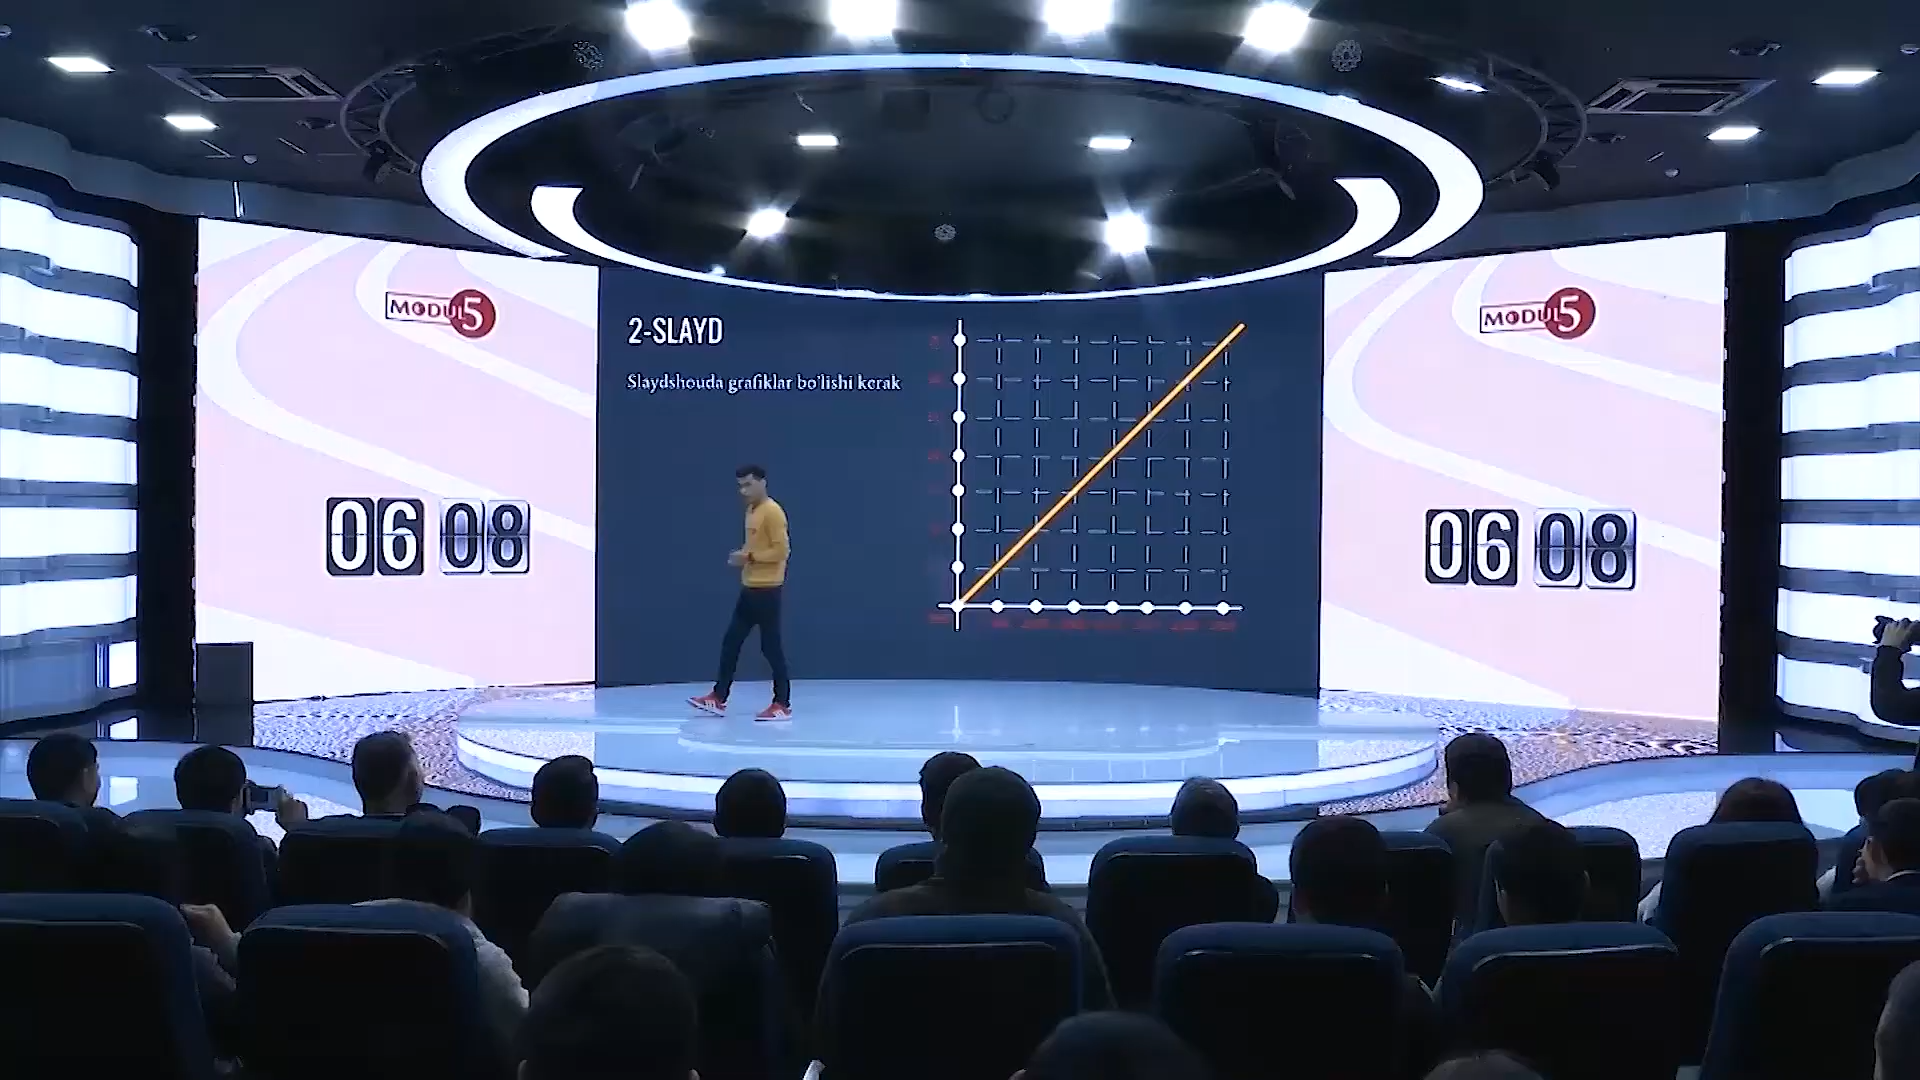 MODUL5
2-SLAYD
Slaydshouda grafiklar bo'lishi kerak
06 08
MODUL5
06 08